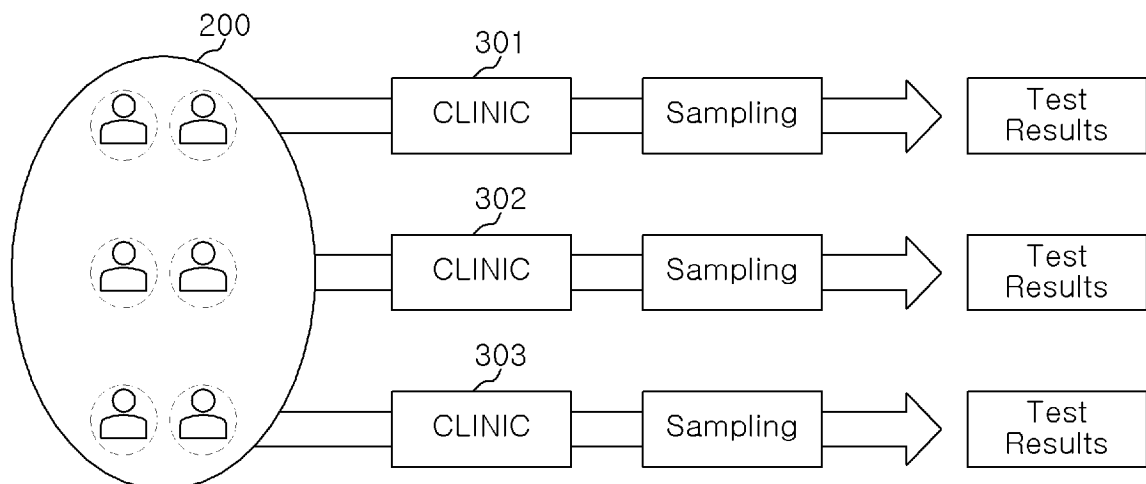 200
301
CLINIC
Sampling
Test
Results
302
CLINIC
Sampling
Test
Results
303
CLINIC
Sampling
Test
Results